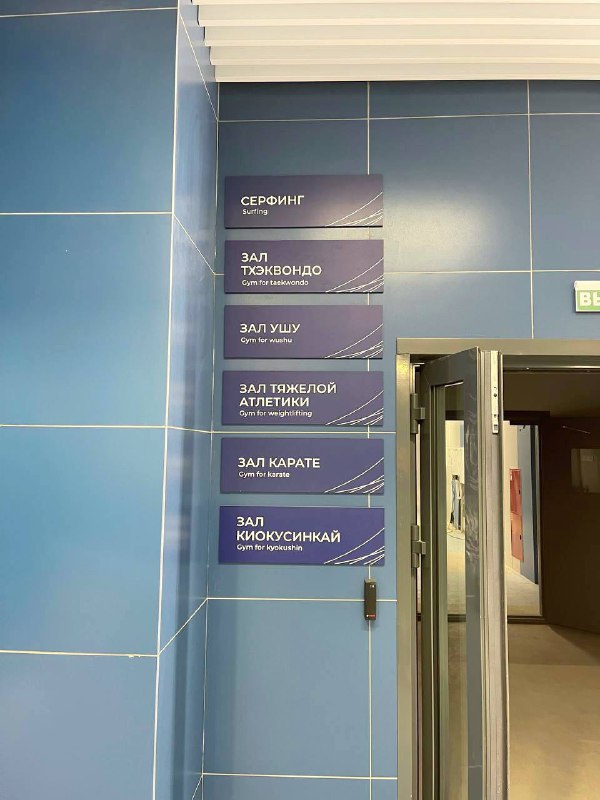 СЕРФИНГ
Surfing
ЗАЛ
ТХЭКВОНДО
Gym for taekwondo
ЗАЛ УШУ
Gym for wushu
ЗАЛ ТЯЖЕЛОЙ
АТЛЕТИКИ
Gym for weightlifting
ЗАЛ КАРАТЕ
Gym for karate
ЗАЛ
КИОКУСИНКАЙ
Gym for kyokushin